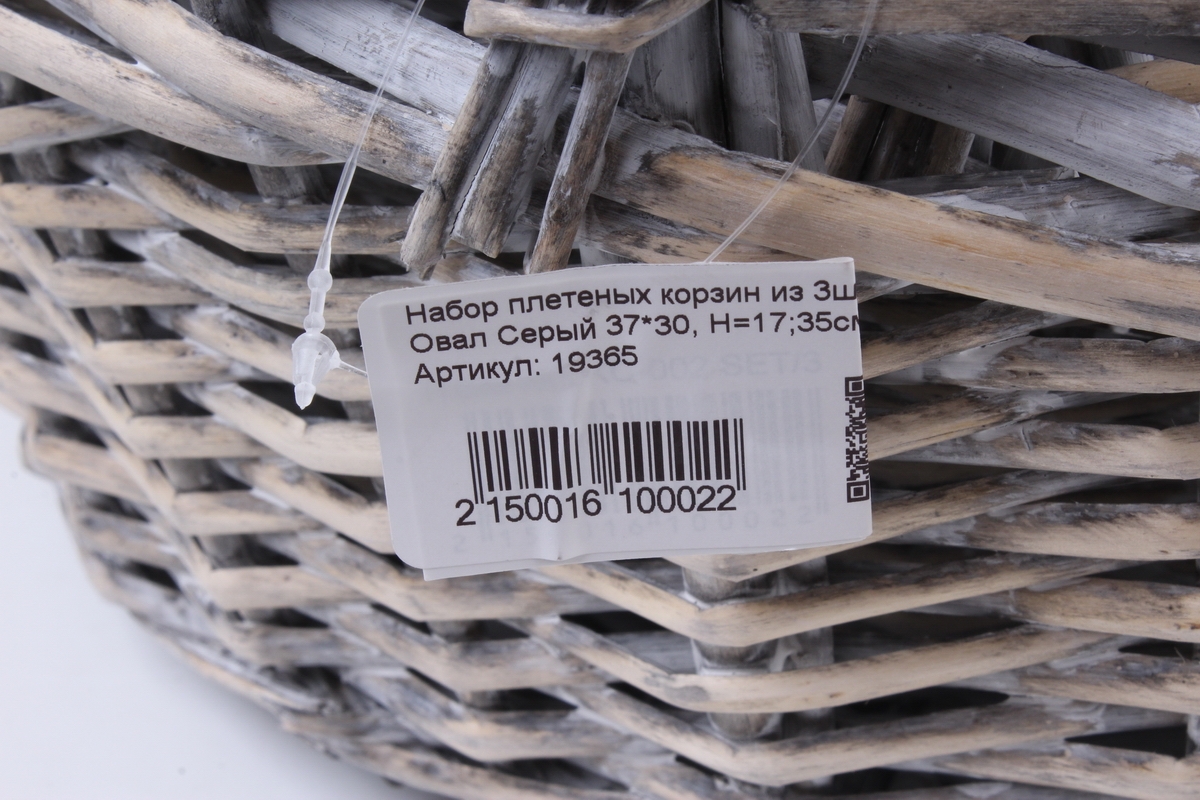 Набор плетеных корзин из 3ш
Овал Серый 37*30, H=17;35см
Артикул: 19365
2 150016 100022